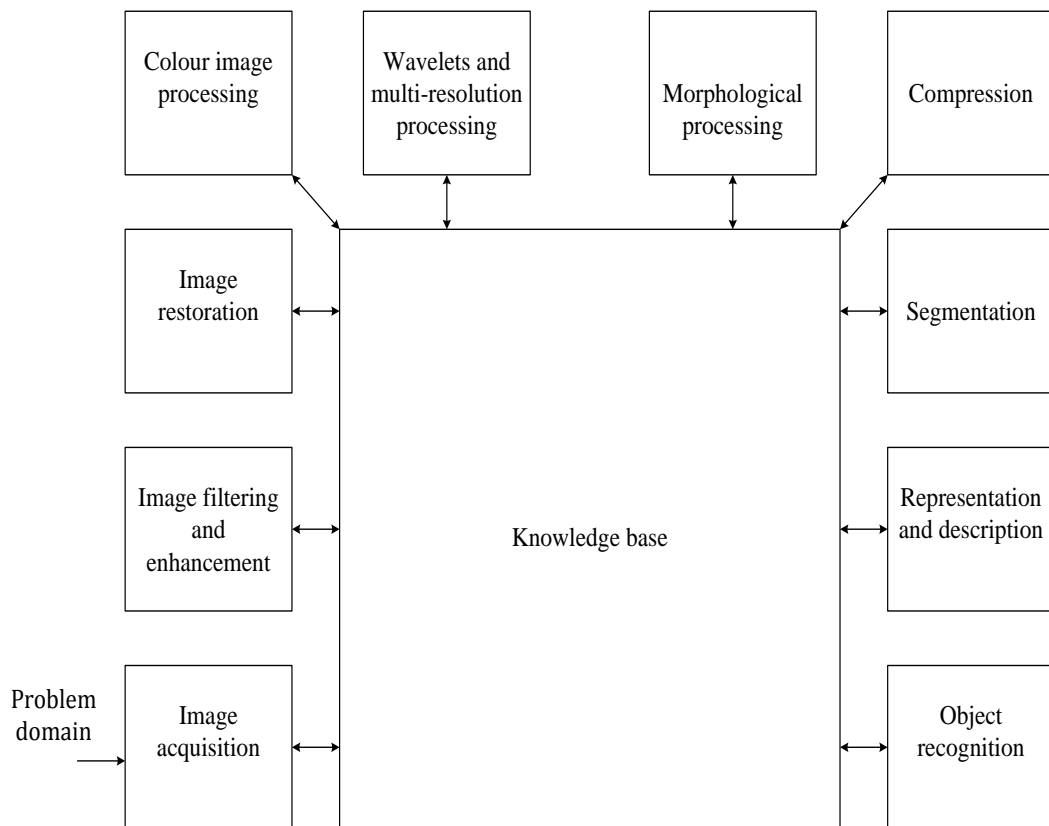 Colour image
processing
Wavelets and
multi-resolution
processing
Morphological
processing
Compression
Image
restoration
Segmentation
Image filtering
and
enhancement
Knowledge base
Representation
and description
Problem
domain
Image
acquisition
Object
recognition